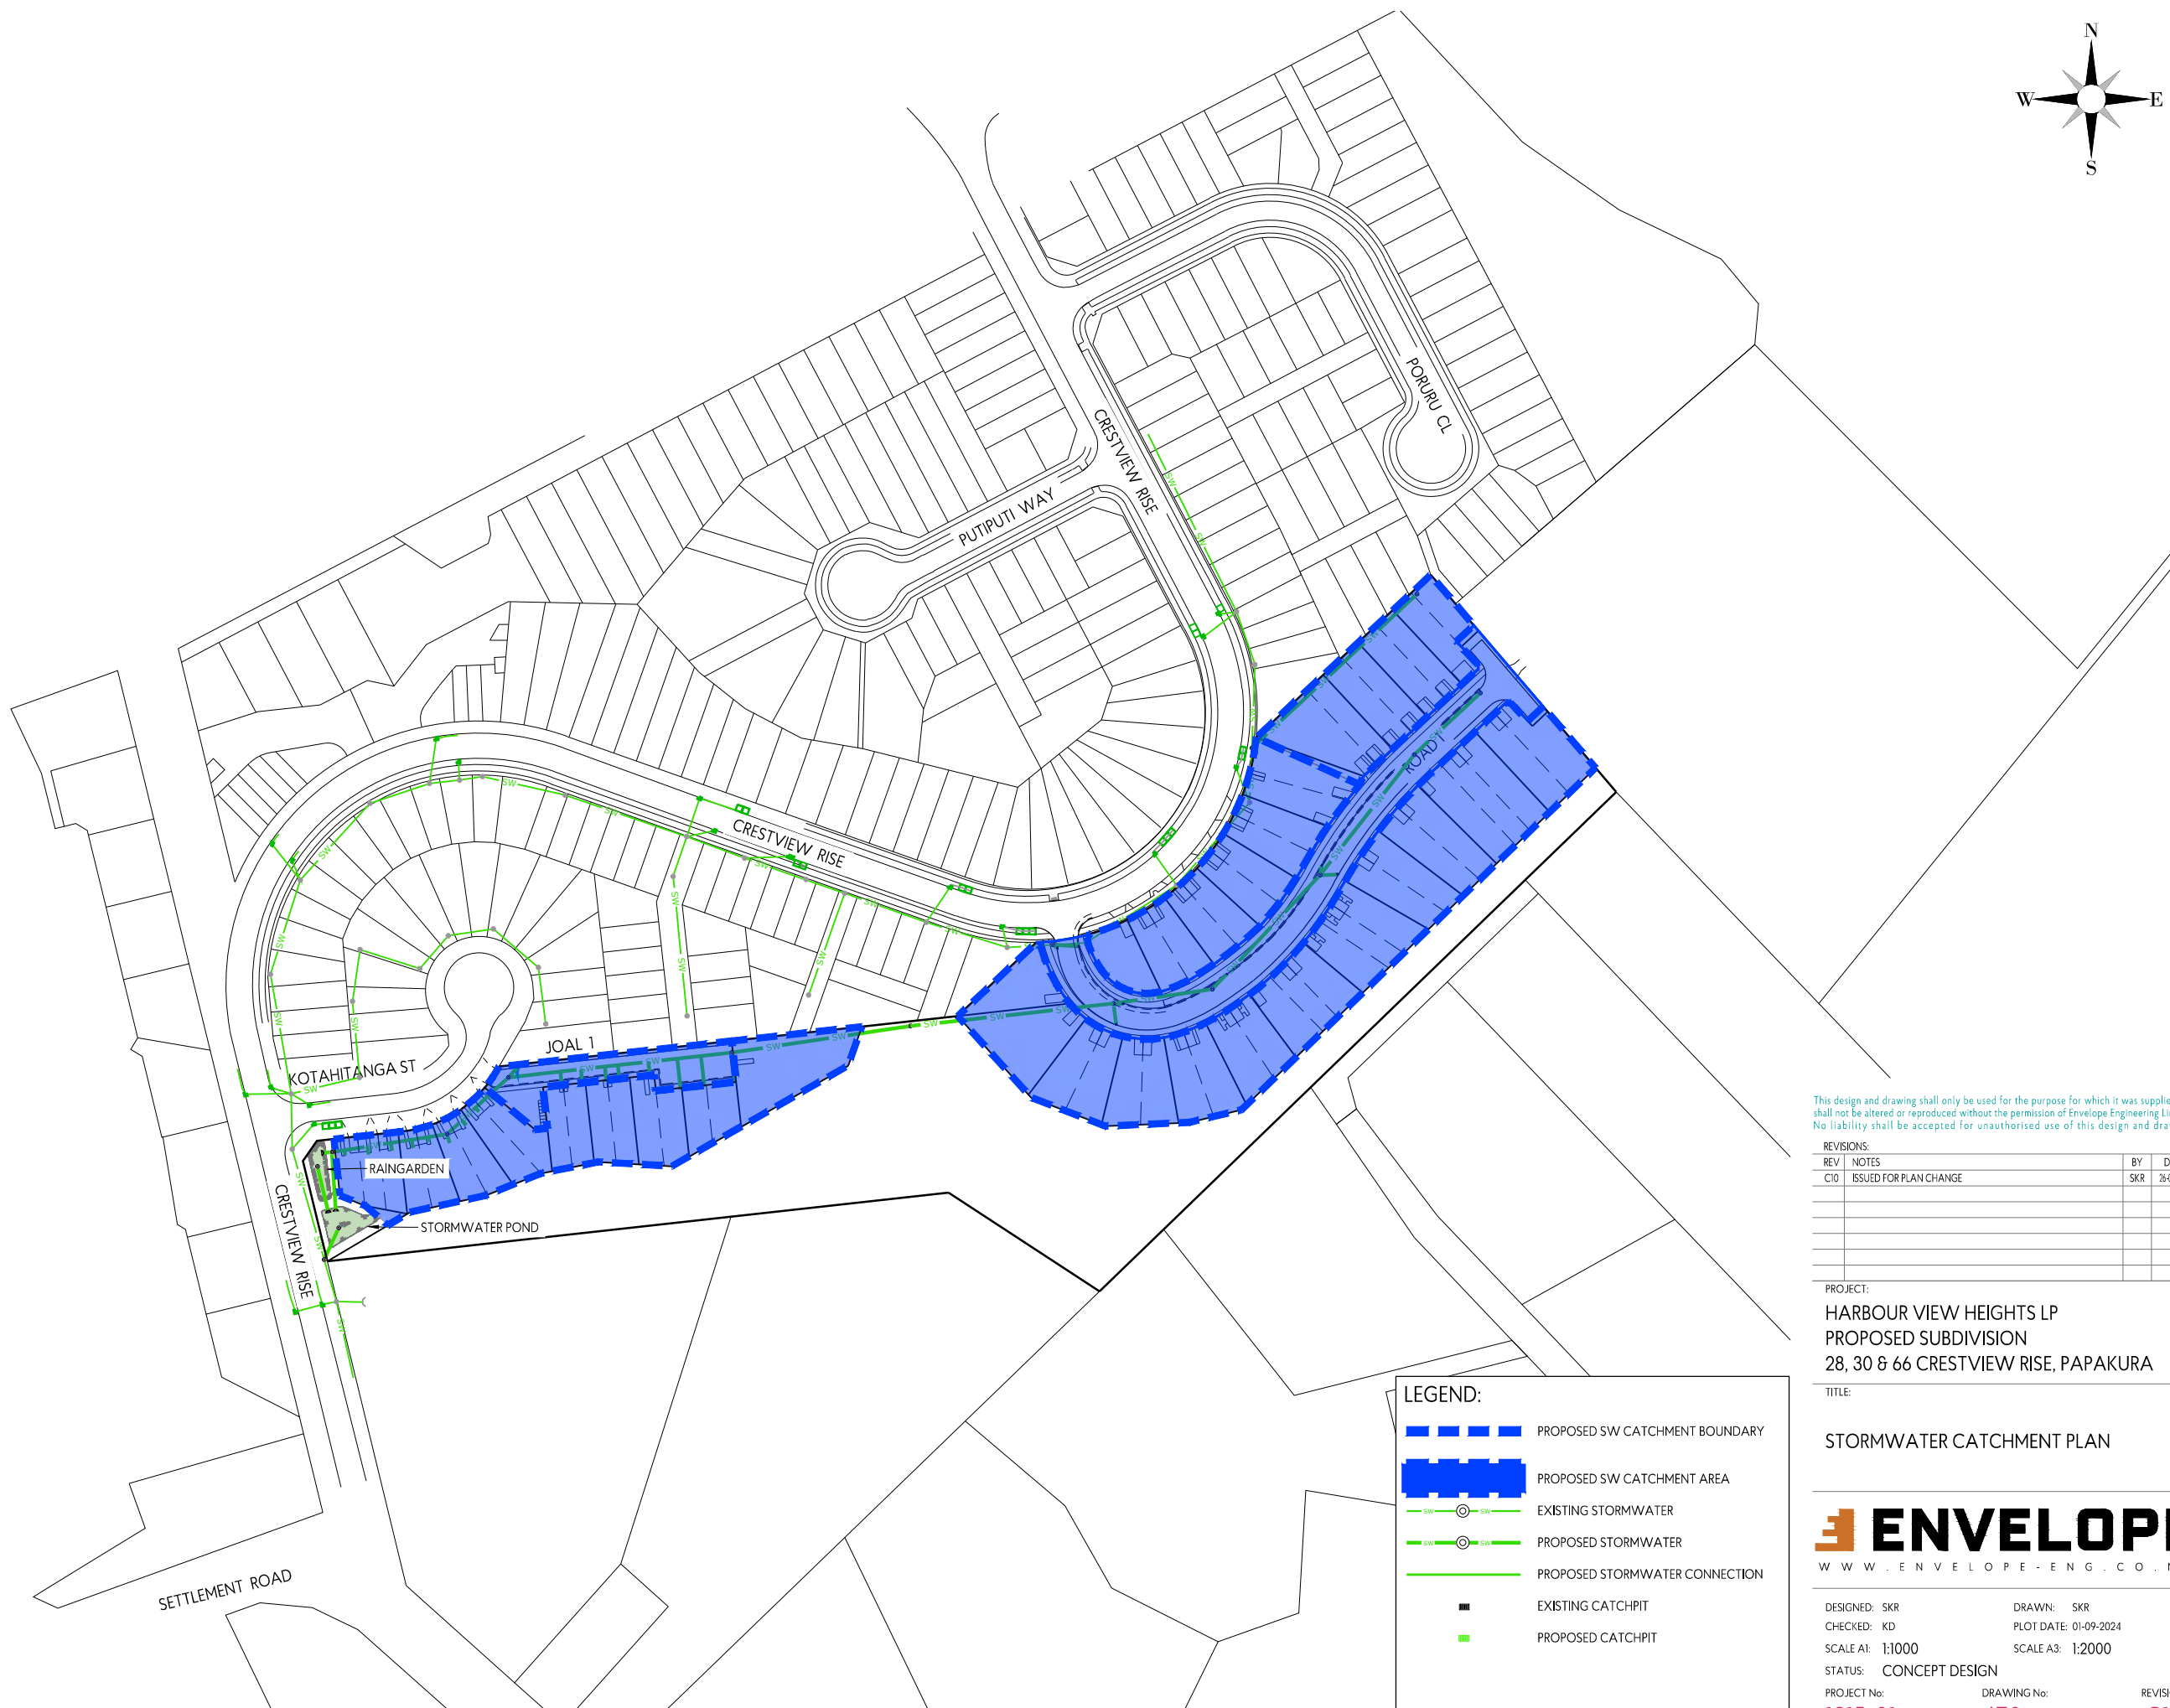 N
W
E
S
PORURU CL
CRESTVIEW RISE
PUTIPUTI WAY
ROAD 1
CRESTVIEW RISE
JOAL 1
KOTAHITANGA ST
RAINGARDEN
STORMWATER POND
CRESTVIEW RISE
SETTLEMENT ROAD
SW
LEGEND:
PROPOSED SW CATCHMENT BOUNDARY
PROPOSED SW CATCHMENT AREA
EXISTING STORMWATER
PROPOSED STORMWATER
PROPOSED STORMWATER CONNECTION
EXISTING CATCHPIT
PROPOSED CATCHPIT
This design and drawing shall only be used for the purpose for which it was
shall not be altered or reproduced without the permission of Envelope Engineering
No liability shall be accepted for unauthorised use of this design and
REVISIONS:
REV NOTES BY
C10 ISSUED FOR PLAN CHANGE SKR
PROJECT:
HARBOUR VIEW HEIGHTS LP
PROPOSED SUBDIVISION
28, 30 & 66 CRESTVIEW RISE, PAPAKURA
TITLE:
STORMWATER CATCHMENT PLAN
ENVELOP
WWW.ENVELOPE-ENG.CO.
DESIGNED: SKR DRAWN: SKR
CHECKED: KD PLOT DATE: 01-09-2024
SCALE A1: 1:1000 SCALE A3: 1:2000
STATUS: CONCEPT DESIGN
PROJECT No: DRAWING No: